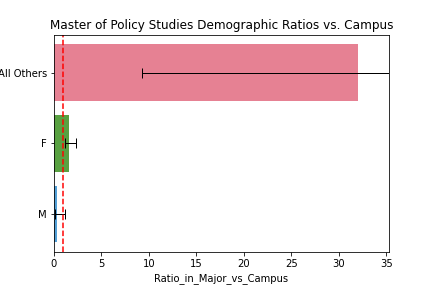 Master of Policy Studies Demographic Ratios vs. Campus
All Others
F
M
0 5 10 15 20 25 30 35
Ratio_in_Major_vs_Campus